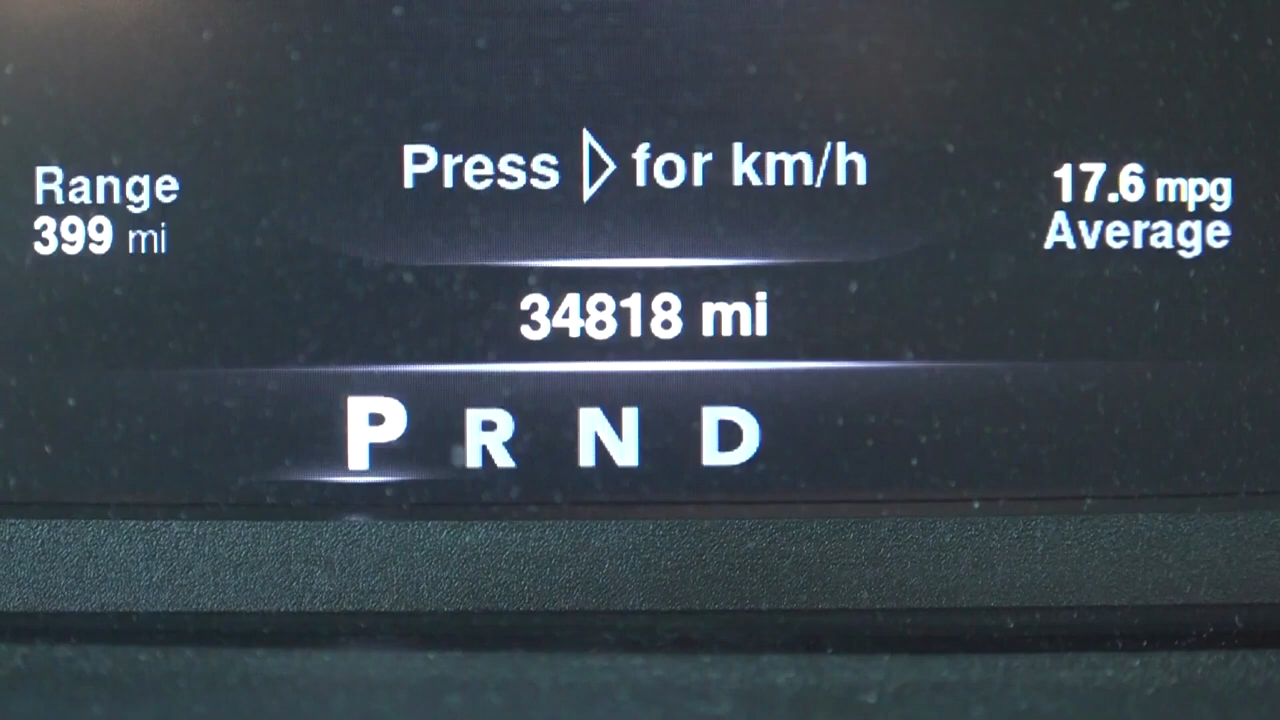 Range
399 mi
Press ▷ for km/h
17.6 mpg
Average
34818 mi
P R N D